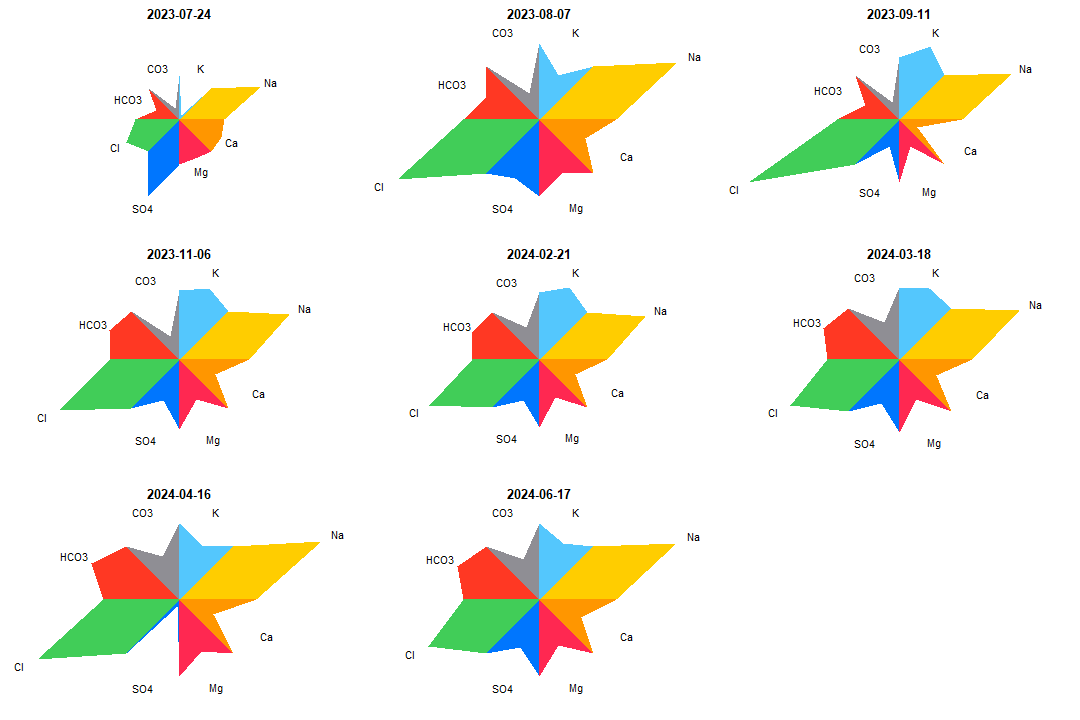 2023-07-24
CO3
K
Na
HCO3
Cl
Ca
Mg
SO4
2023-08-07
CO3
K
Na
HCO3
Ca
Cl
SO4
Mg
2023-09-11
K
CO3
Na
HCO3
Ca
Cl
SO4
Mg
2023-11-06
K
CO3
Na
HCO3
Ca
Cl
SO4
Mg
2024-02-21
K
CO3
Na
HCO3
Ca
Cl
SO4
Mg
2024-03-18
K
CO3
Na
HCO3
Ca
Cl
SO4
Mg
2024-04-16
CO3
K
Na
HCO3
Ca
Cl
SO4
Mg
2024-06-17
CO3
K
Na
HCO3
Ca
Cl
SO4
Mg